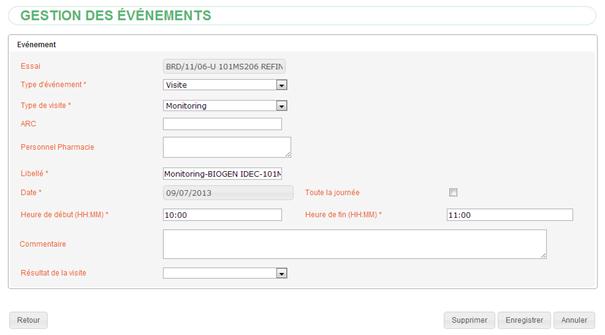 GESTION DES ÉVÉNEMENTS
Evénement
Essai BRD/11/06-U 101MS206 REFIN
Type d'événement * Visite
Type de visite * Monitoring
ARC
Personnel Pharmacie
Libellé * Monitoring-BIOGEN IDEC-101M
Date * 09/07/2013 Toute la journée
Heure de début (HH:MM) * 10:00 Heure de fin (HH:MM) * 11:00
Commentaire
Résultat de la visite
Retour Supprimer Enregistrer Annuler